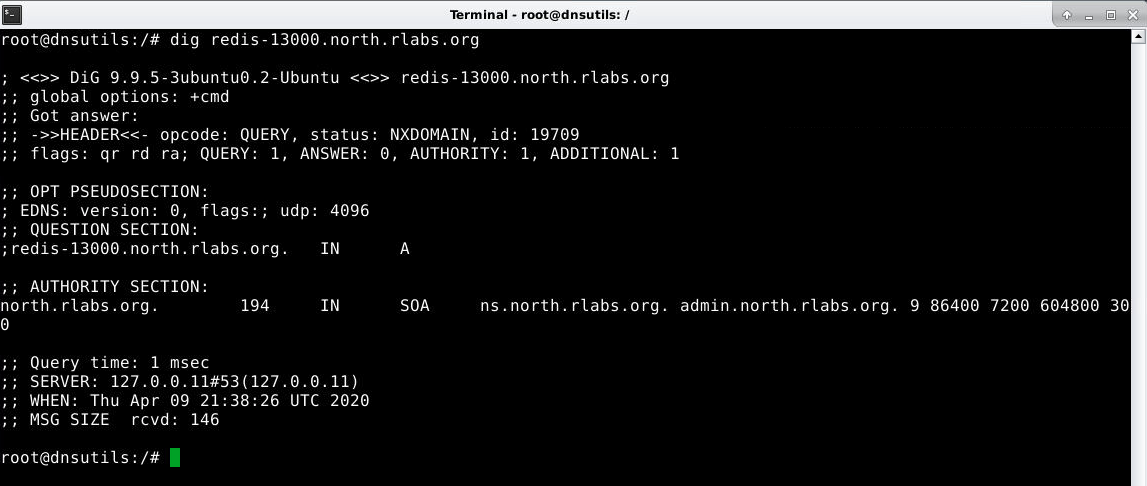 Terminal - root@dnsutils: /
root@dnsutils:/# dig redis-13000.north.rlabs.org

; <<>> DiG 9.9.5-3ubuntu0.2-Ubuntu <<>> redis-13000.north.rlabs.org
;; global options: +cmd
;; Got answer:
;; ->>HEADER<<- opcode: QUERY, status: NXDOMAIN, id: 19709
;; flags: qr rd ra; QUERY: 1, ANSWER: 0, AUTHORITY: 1, ADDITIONAL: 1

;; OPT PSEUDOSECTION:
; EDNS: version: 0, flags:; udp: 4096
;; QUESTION SECTION:
;redis-13000.north.rlabs.org.   IN      A

;; AUTHORITY SECTION:
north.rlabs.org.        194     IN      SOA     ns.north.rlabs.org. admin.north.rlabs.org. 9 86400 7200 604800 30
0

;; Query time: 1 msec
;; SERVER: 127.0.0.11#53(127.0.0.11)
;; WHEN: Thu Apr 09 21:38:26 UTC 2020
;; MSG SIZE  rcvd: 146

root@dnsutils:/#